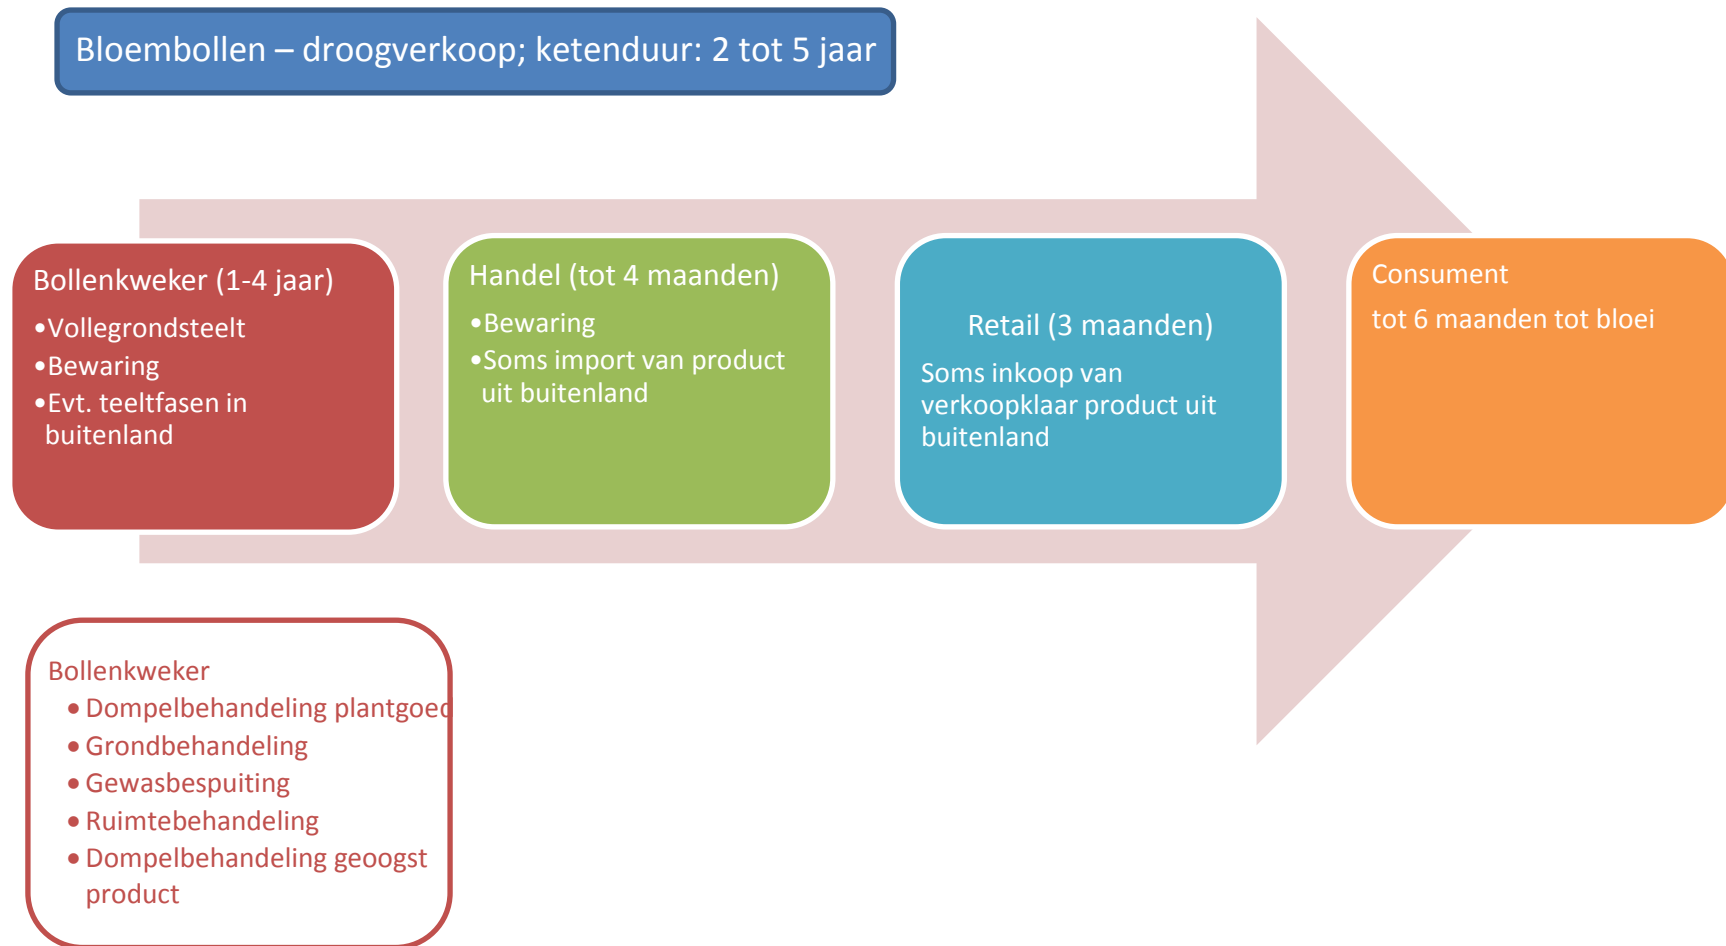 Bloembollen – droogverkoop; ketenduur: 2 tot 5 jaar
Bollenkweker (1-4 jaar)
•Vollegrondsteelt
•Bewaring
•Evt. teeltfasen in
buitenland
Handel (tot 4 maanden)
•Bewaring
•Soms import van product
uit buitenland
Retail (3 maanden)
Soms inkoop van
verkoopklaar product uit
buitenland
Consument
tot 6 maanden tot bloei
Bollenkweker
• Dompelbehandeling plantgoed
• Grondbehandeling
• Gewasbespuiting
• Ruimtebehandeling
• Dompelbehandeling geoogst
product